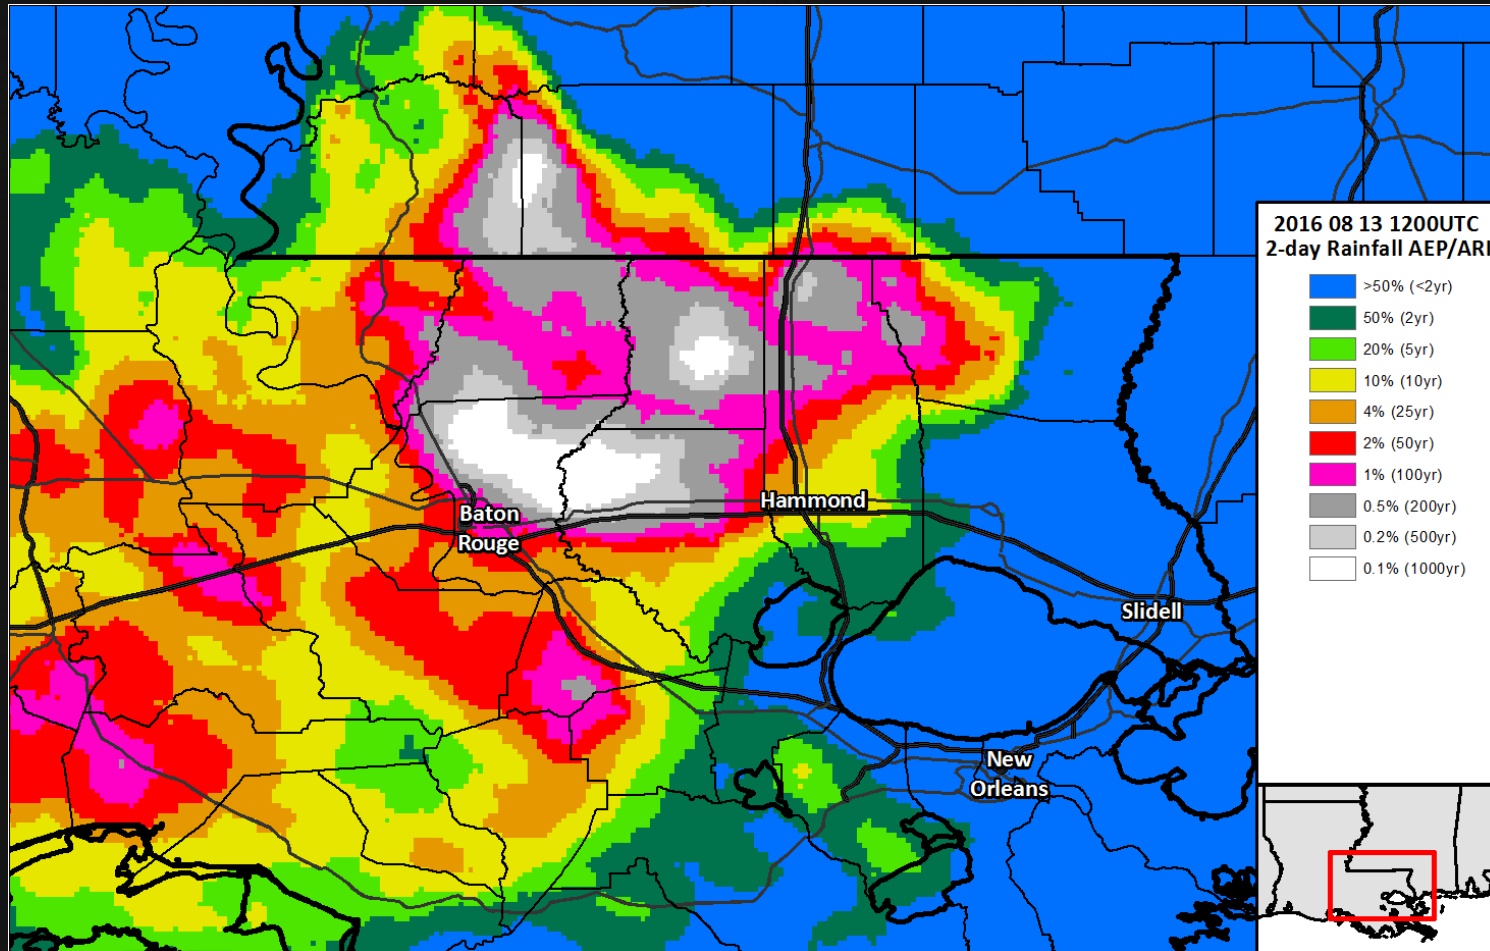 2016 08 13 1200UTC
2-day Rainfall AEP/ARI
>50% (<2yr)
50% (2yr)
20% (5yr)
10% (10yr)
4% (25yr)
2% (50yr)
1% (100yr)
0.5% (200yr)
0.2% (500yr)
0.1% (1000yr)
Baton
Rouge
Hammond
Slidell
New
Orleans